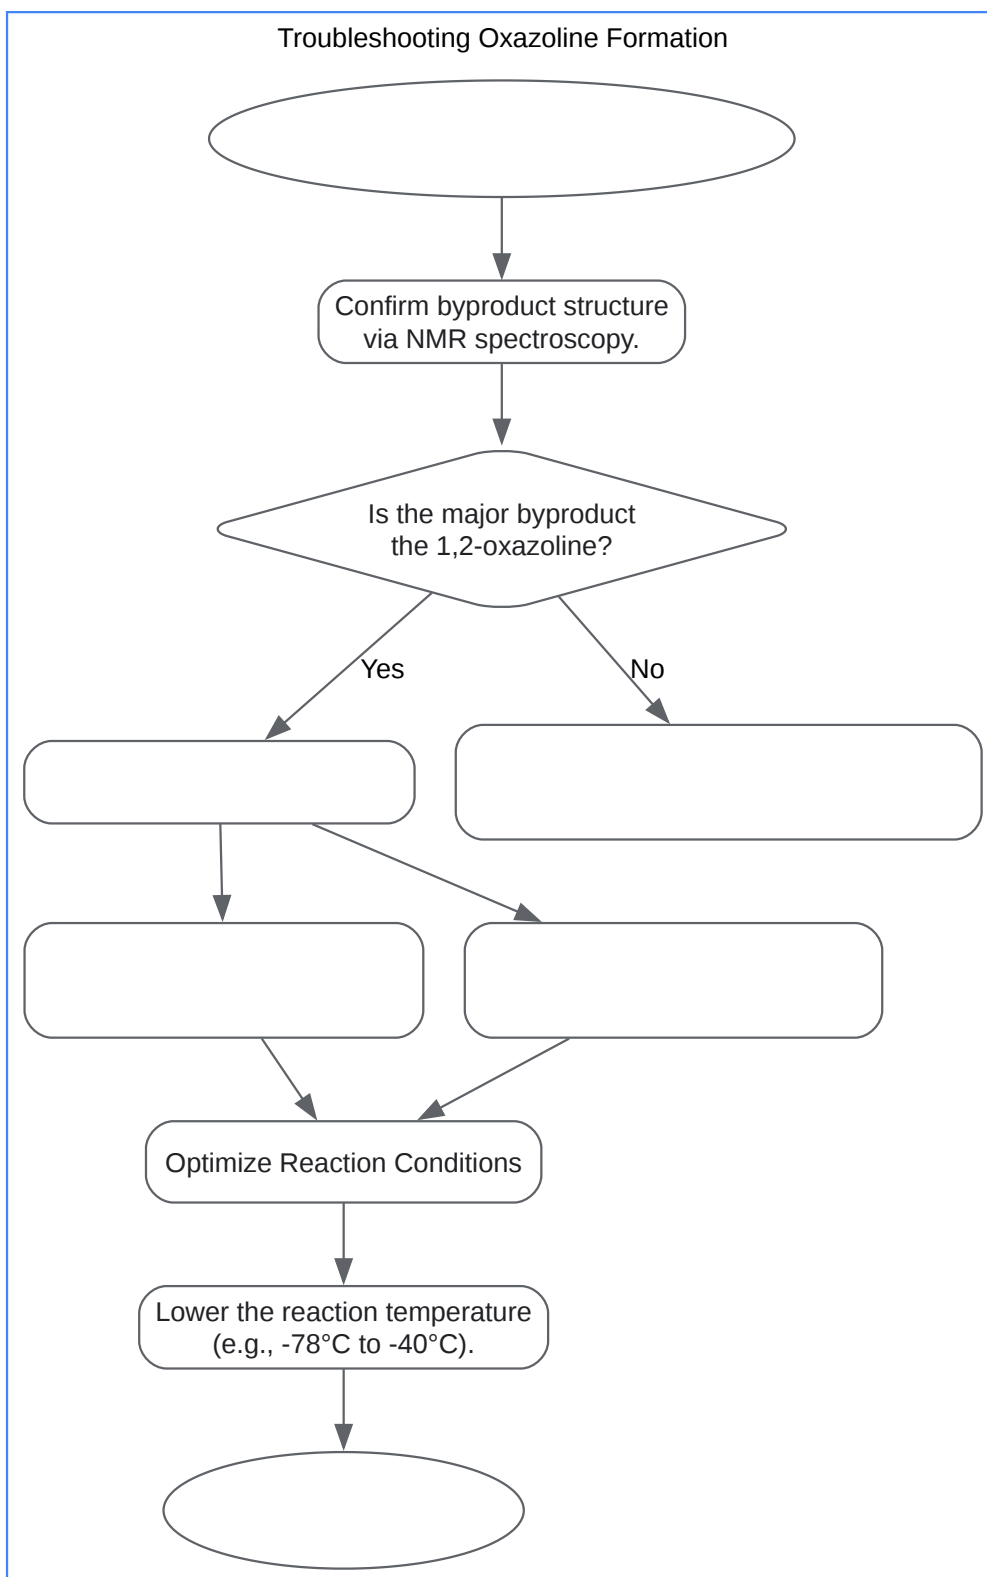 Troubleshooting Oxazoline Formation
Confirm byproduct structure
via NMR spectroscopy.
Is the major byproduct
the 1,2-oxazoline?
Yes
No
Optimize Reaction Conditions
Lower the reaction temperature
(e.g., -78°C to -40°C).